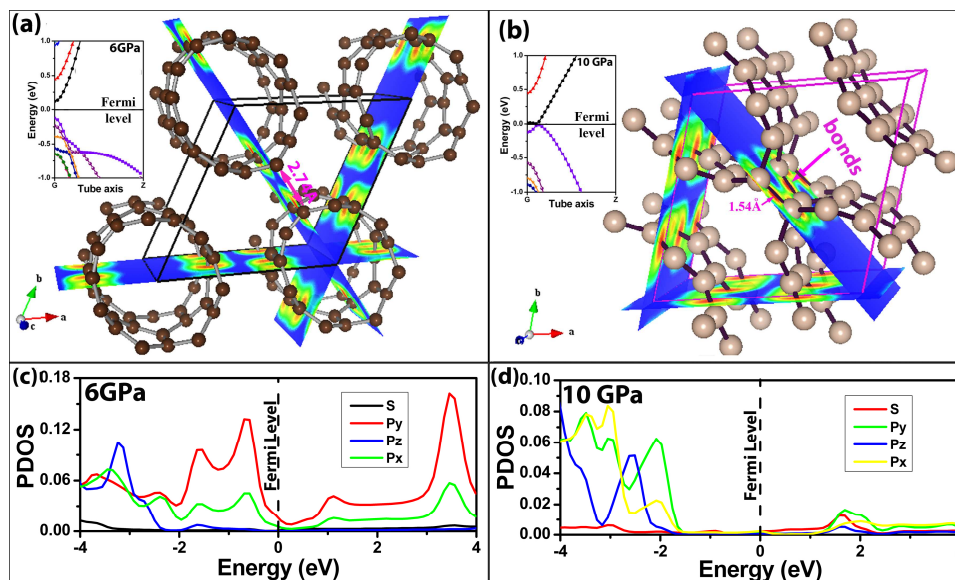 (a)
6GPa
1.0
0.5
0.0
-0.5
-1.0
Energy (eV)
Fermi
level
G
Tube axis
Z
b
a
c
(b)
10 GPa
1.0
0.5
0.0
-0.5
-1.0
Energy (eV)
Fermi
level
G
Tube axis
Z
bonds
1.54Å
b
a
(c)
6GPa
0.18
0.12
0.06
0.00
PDOS
Fermi Level
S
Py
Pz
Px
-4
-2
0
2
4
Energy (eV)
(d)
10 GPa
0.10
0.08
0.06
0.04
0.02
0.00
PDOS
Fermi Level
S
Py
Pz
Px
-4
-2
0
2
Energy (eV)